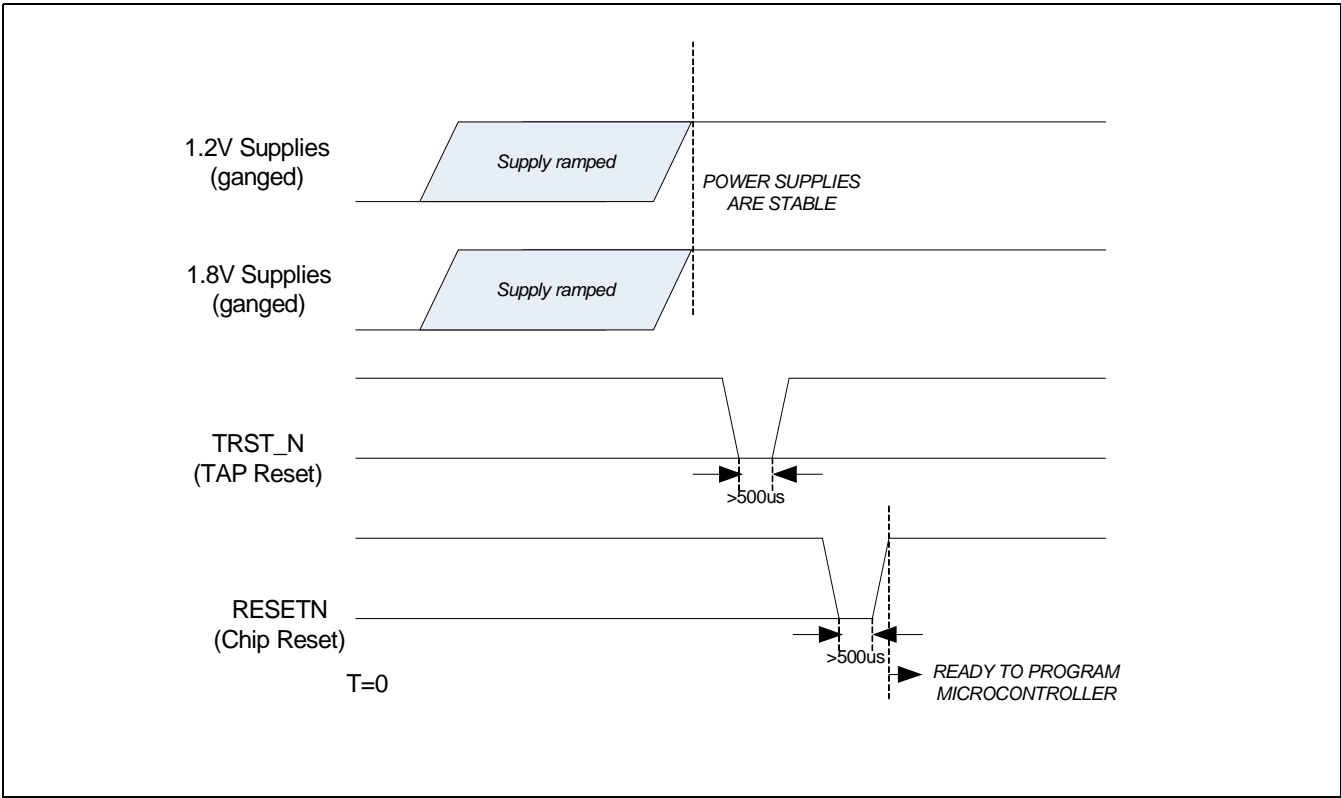 1.2V Supplies
(ganged)
Supply ramped
POWER SUPPLIES
ARE STABLE
1.8V Supplies
(ganged)
Supply ramped
TRST_N
(TAP Reset)
>500us
RESETN
(Chip Reset)
>500us
T=0
READY TO PROGRAM
MICROCONTROLLER